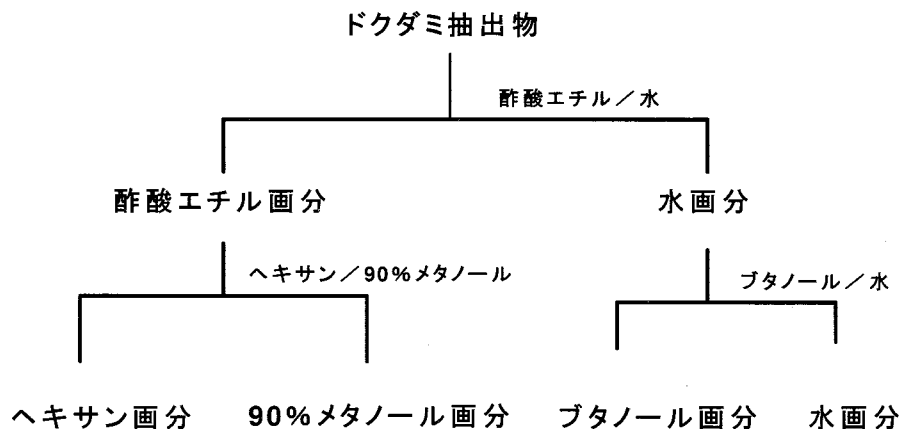 ドクダミ抽出物
酢酸エチル／水
酢酸エチル画分
水画分
ヘキサン／90%メタノール
ブタノール／水
ヘキサン画分
90%メタノール画分
ブタノール画分
水画分